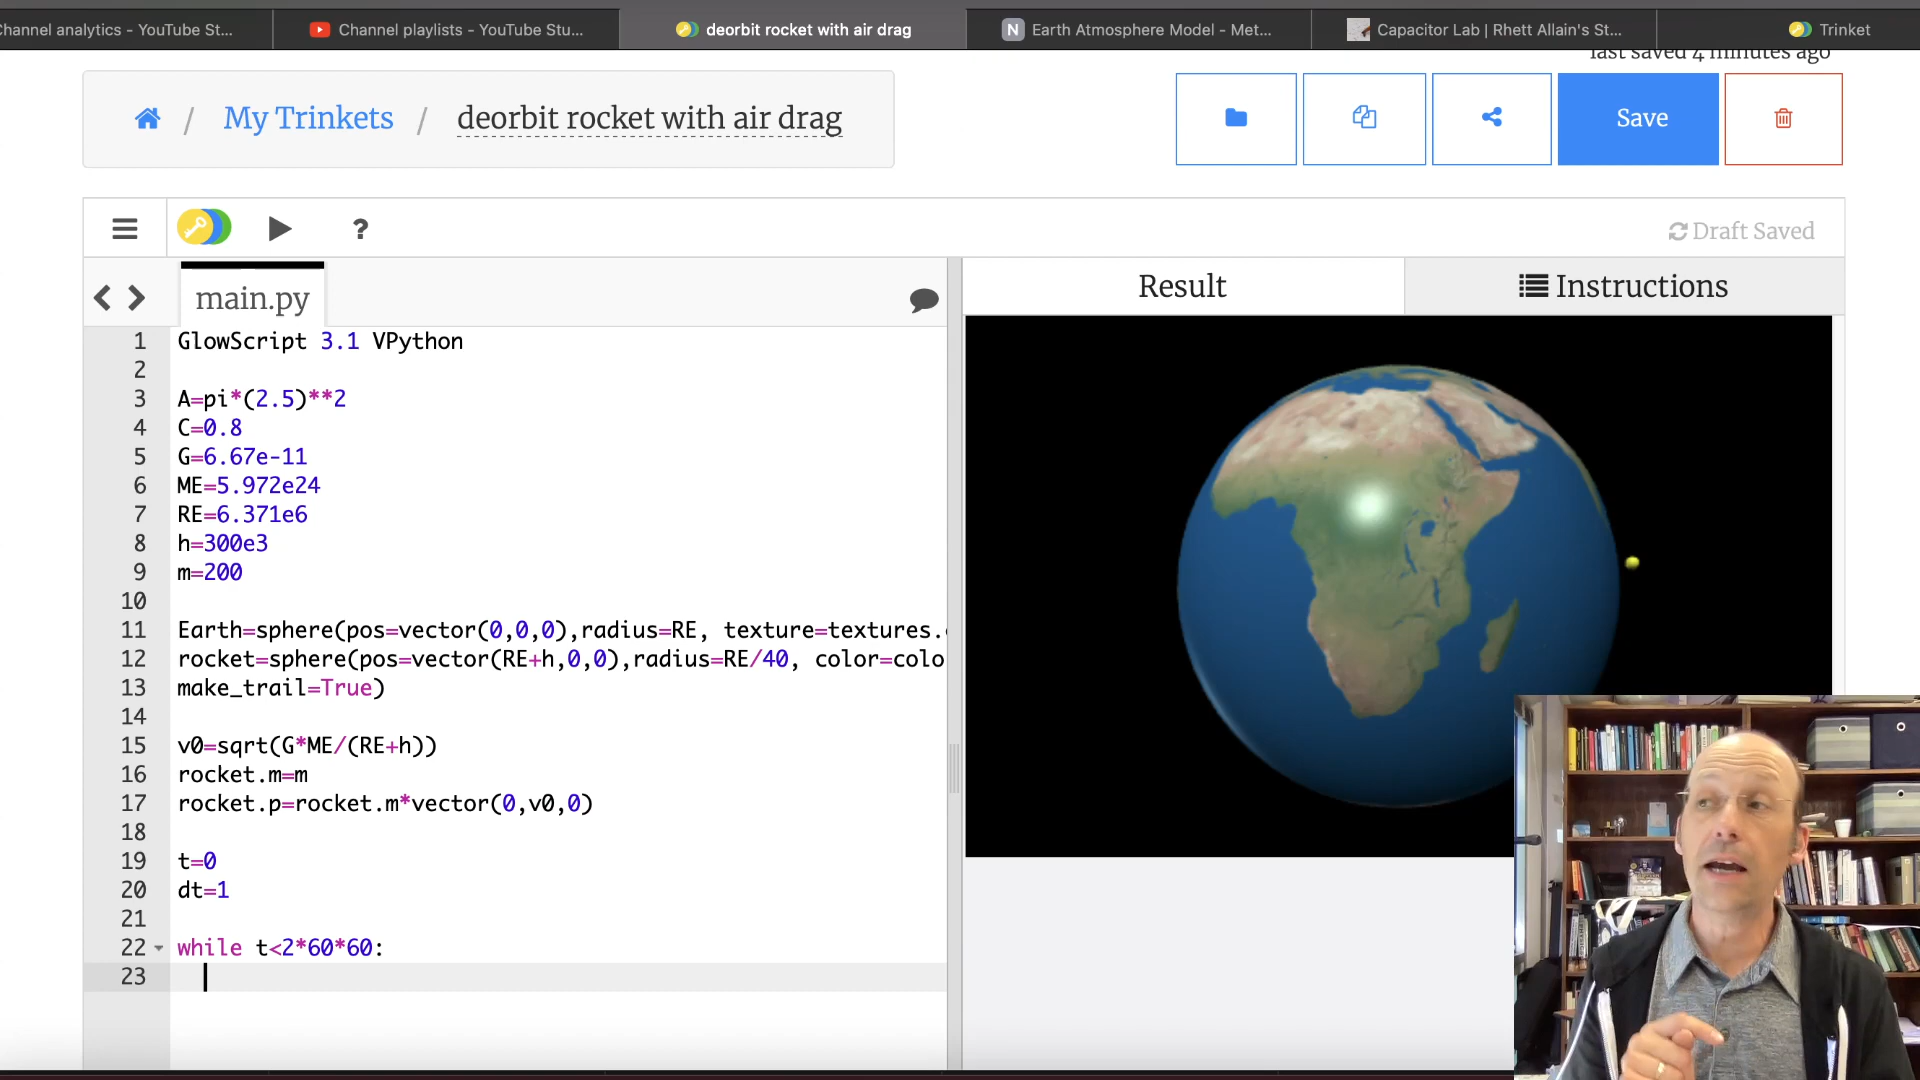 Channel analytics - YouTube St...
Channel playlists - YouTube Stu...
deorbit rocket with air drag
N Earth Atmosphere Model - Met...
Capacitor Lab | Rhett Allain's St...
Trinket
last saved 4 minutes ago
/ My Trinkets / deorbit rocket with air drag
Save
?
Draft Saved
main.py
Result
Instructions
1 GlowScript 3.1 VPython
2
3 A=pi*(2.5)**2
4 C=0.8
5 G=6.67e-11
6 ME=5.972e24
7 RE=6.371e6
8 h=300e3
9 m=200
10
11 Earth=sphere(pos=vector(0,0,0),radius=RE, texture=textures.
12 rocket=sphere(pos=vector(RE+h,0,0),radius=RE/40, color=colo
13 make_trail=True)
14
15 v0=sqrt(G*ME/(RE+h))
16 rocket.m=m
17 rocket.p=rocket.m*vector(0,v0,0)
18
19 t=0
20 dt=1
21
22 while t<2*60*60:
23